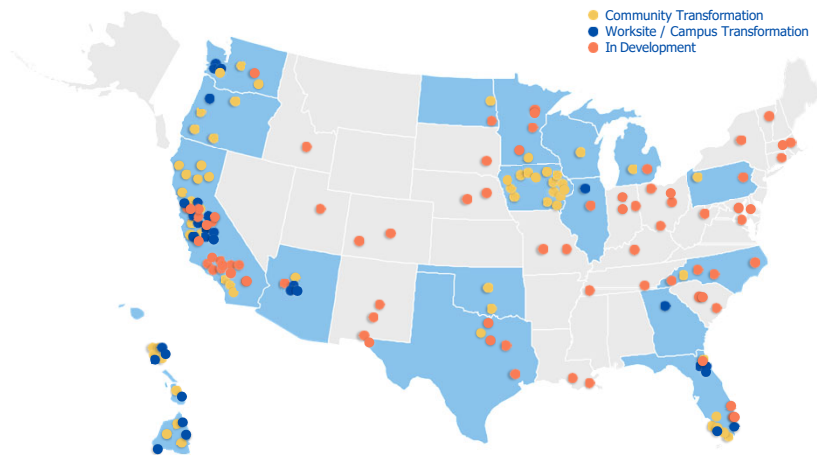 Community Transformation
Worksite / Campus Transformation
In Development